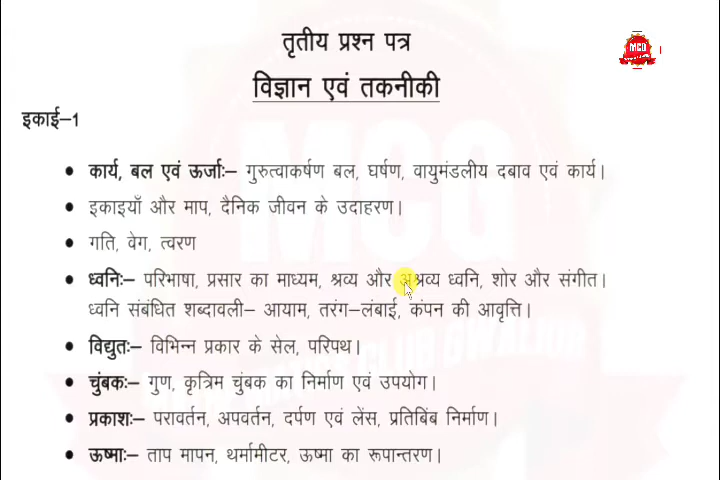 MCG
तृतीय प्रश्न पत्र
विज्ञान एवं तकनीकी
इकाई–1
• कार्य, बल एवं ऊर्जाः– गुरुत्वाकर्षण बल, घर्षण, वायुमंडलीय दबाव एवं कार्य।
• इकाइयाँ और माप, दैनिक जीवन के उदाहरण।
• गति, वेग, त्वरण
• ध्वनिः– परिभाषा, प्रसार का माध्यम, श्रव्य और अश्रव्य ध्वनि, शोर और संगीत।
ध्वनि संबंधित शब्दावली– आयाम, तरंग–लंबाई, कंपन की आवृत्ति।
• विद्युतः– विभिन्न प्रकार के सेल, परिपथ।
• चुंबकः– गुण, कृत्रिम चुंबक का निर्माण एवं उपयोग।
• प्रकाशः– परावर्तन, अपवर्तन, दर्पण एवं लेंस, प्रतिबिंब निर्माण।
• ऊष्माः– ताप मापन, थर्मामीटर, ऊष्मा का रूपान्तरण।